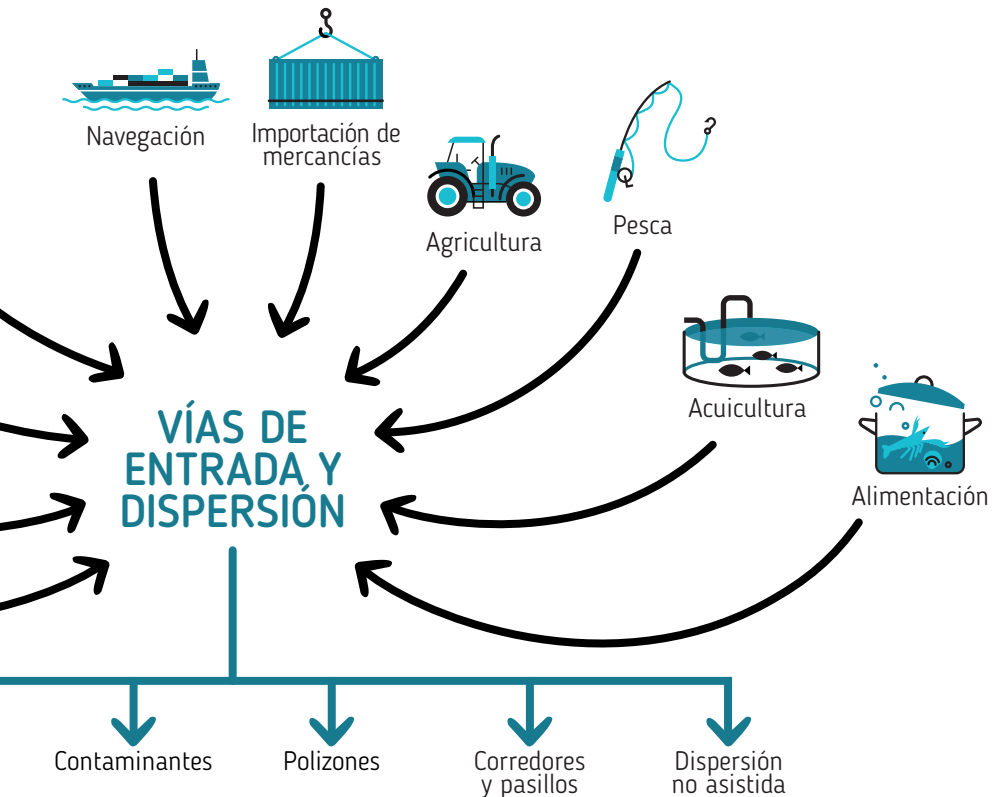 Navegación
Importación de
mercancías
Agricultura
Pesca
Acuicultura
Alimentación
VÍAS DE
ENTRADA Y
DISPERSIÓN
Contaminantes
Polizones
Corredores
y pasillos
Dispersión
no asistida